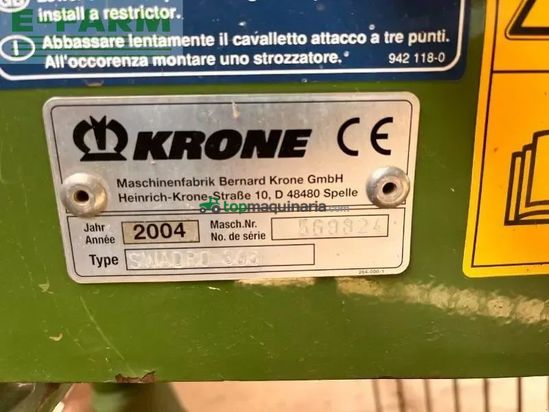 E-FARM
install a restrictor.
I Abbassare lentamente il cavalletto attacco a tre punti.
All'occorenza montare uno strozzatore. 942 118-0
KRONE CE
Maschinenfabrik Bernard Krone GmbH
Heinrich-Krone-Straße 10, D 48480 Spelle
topmaquinaria.com
Jahr Masch.Nr.
Année 2004 No. de série
Type SWADRO